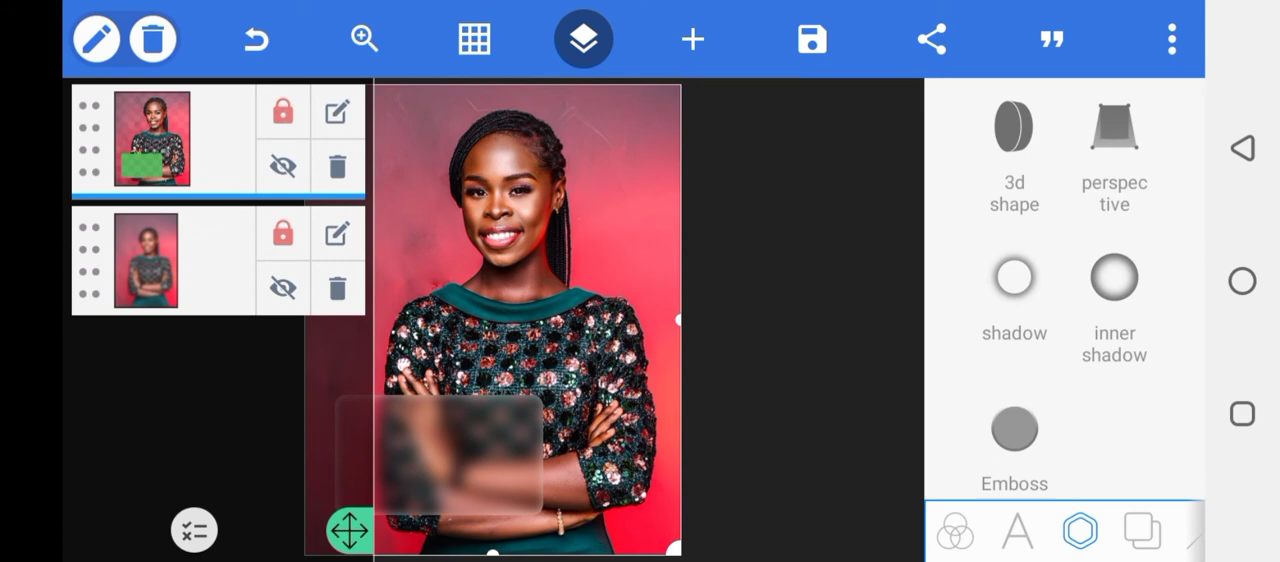 3d
shape
perspec
tive
shadow
inner
shadow
Emboss